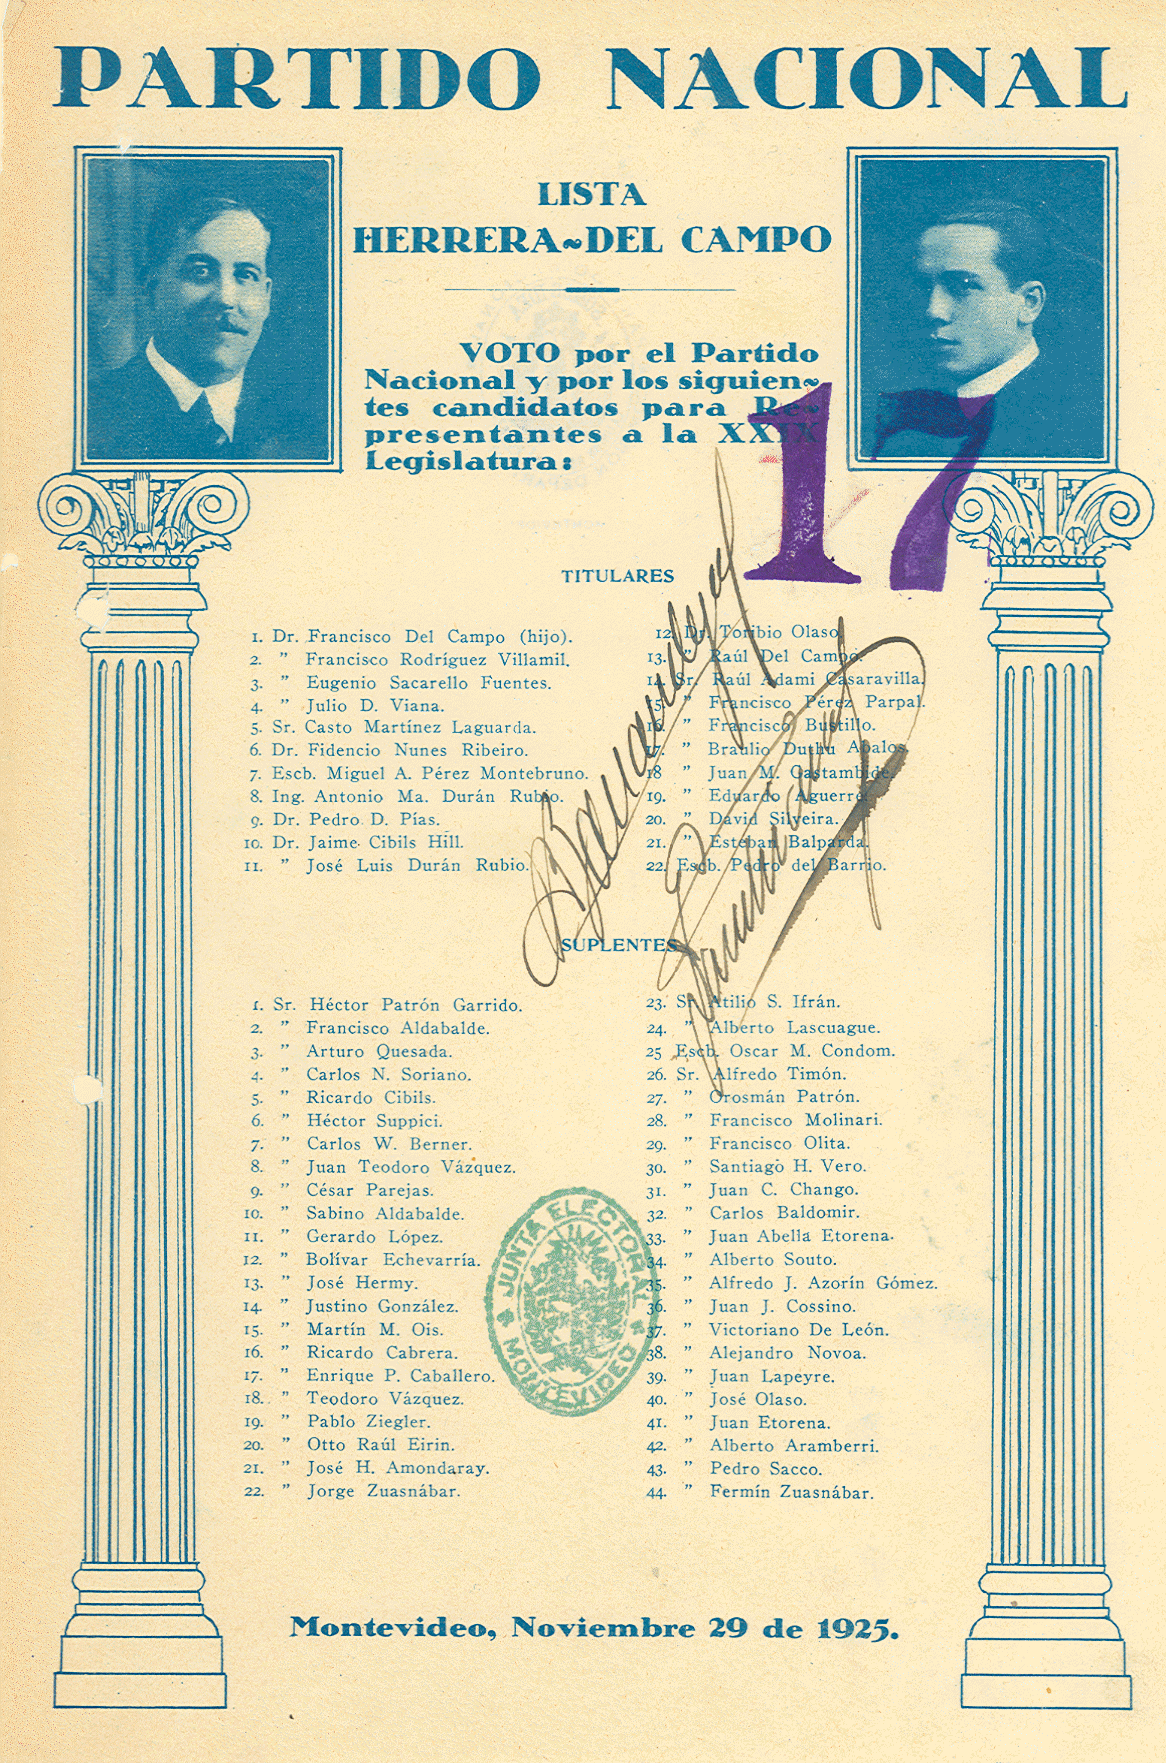 PARTIDO NACIONAL
LISTA
HERRERA~DEL CAMPO
VOTO por el Partido
Nacional y por los siguien~
tes candidatos para Re~
presentantes a la XXIX
Legislatura:
17
TITULARES
1. Dr. Francisco Del Campo (hijo).
2. ” Francisco Rodríguez Villamil.
3. ” Eugenio Sacarello Fuentes.
4. ” Julio D. Viana.
5. Sr. Casto Martínez Laguarda.
6. Dr. Fidencio Nunes Ribeiro.
7. Escb. Miguel A. Pérez Montebruno.
8. Ing. Antonio Ma. Durán Rubio.
9. Dr. Pedro D. Pías.
10. Dr. Jaime Cibils Hill.
11. ” José Luis Durán Rubio.
12. Dr. Toribio Olaso.
13. ” Raúl Del Campo.
14. Sr. Raúl Adami Casaravilla.
15. ” Francisco Pérez Parpal.
16. ” Francisco Bustillo.
17. ” Braulio Duthu Abalos.
18 ” Juan M. Gastambide.
19. ” Eduardo Aguerre.
20. ” David Silveira.
21. ” Esteban Balparda.
22. Escb. Pedro del Barrio.
SUPLENTES
1. Sr. Héctor Patrón Garrido.
2. ” Francisco Aldabalde.
3. ” Arturo Quesada.
4. ” Carlos N. Soriano.
5. ” Ricardo Cibils.
6. ” Héctor Suppici.
7. ” Carlos W. Berner.
8. ” Juan Teodoro Vázquez.
9. ” César Parejas.
10. ” Sabino Aldabalde.
11. ” Gerardo López.
12. ” Bolívar Echevarría.
13. ” José Hermy.
14. ” Justino González.
15. ” Martín M. Ois.
16. ” Ricardo Cabrera.
17. ” Enrique P. Caballero.
18. ” Teodoro Vázquez.
19. ” Pablo Ziegler.
20. ” Otto Raúl Eirin.
21. ” José H. Amondaray.
22. ” Jorge Zuasnábar.
23. Sr. Atilio S. Ifrán.
24. ” Alberto Lascuague.
25 Escb. Oscar M. Condom.
26. Sr. Alfredo Timón.
27. ” Orosmán Patrón.
28. ” Francisco Molinari.
29. ” Francisco Olita.
30. ” Santiago H. Vero.
31. ” Juan C. Chango.
32. ” Carlos Baldomir.
33. ” Juan Abella Etorena.
34. ” Alberto Souto.
35. ” Alfredo J. Azorín Gómez.
36. ” Juan J. Cossino.
37. ” Victoriano De León.
38. ” Alejandro Novoa.
39. ” Juan Lapeyre.
40. ” José Olaso.
41. ” Juan Etorena.
42. ” Alberto Aramberri.
43. ” Pedro Sacco.
44. ” Fermín Zuasnábar.
JUNTA ELECTORAL
MONTEVIDEO
Montevideo, Noviembre 29 de 1925.